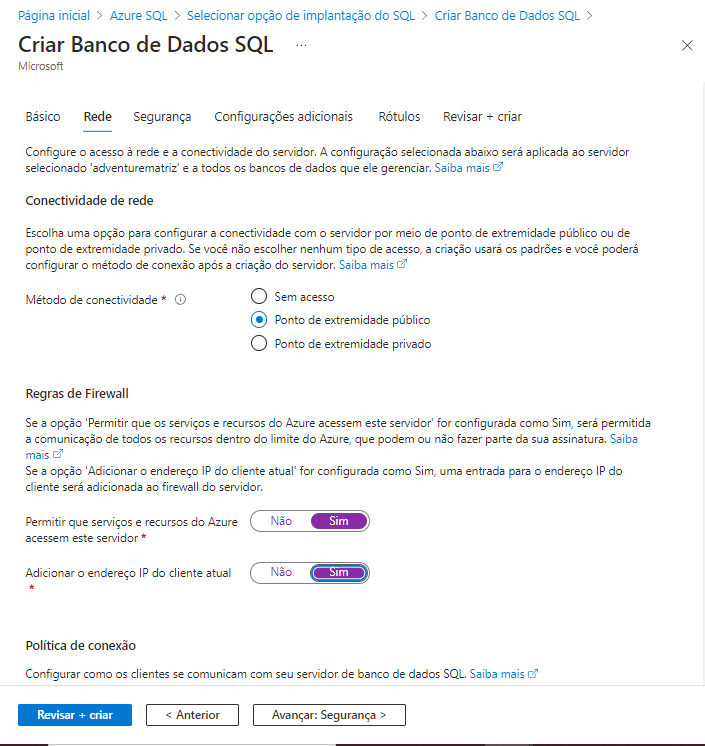 Página inicial > Azure SQL > Selecionar opção de implantação do SQL > Criar Banco de Dados SQL >
Criar Banco de Dados SQL ...
Microsoft
Básico Rede Segurança Configurações adicionais Rótulos Revisar + criar
Configure o acesso à rede e a conectividade do servidor. A configuração selecionada abaixo será aplicada ao servidor
selecionado 'adventurematriz' e a todos os bancos de dados que ele gerenciar. Saiba mais
Conectividade de rede
Escolha uma opção para configurar a conectividade com o servidor por meio de ponto de extremidade público ou de
ponto de extremidade privado. Se você não escolher nenhum tipo de acesso, a criação usará os padrões e você poderá
configurar o método de conexão após a criação do servidor. Saiba mais
Método de conectividade *
Sem acesso
Ponto de extremidade público
Ponto de extremidade privado
Regras de Firewall
Se a opção 'Permitir que os serviços e recursos do Azure acessem este servidor' for configurada como Sim, será permitida
a comunicação de todos os recursos dentro do limite do Azure, que podem ou não fazer parte da sua assinatura. Saiba
mais
Se a opção 'Adicionar o endereço IP do cliente atual' for configurada como Sim, uma entrada para o endereço IP do
cliente será adicionada ao firewall do servidor.
Permitir que serviços e recursos do Azure
acessem este servidor *
Não Sim
Adicionar o endereço IP do cliente atual
*
Não Sim
Política de conexão
Configurar como os clientes se comunicam com seu servidor de banco de dados SQL. Saiba mais
Revisar + criar < Anterior Avançar: Segurança >